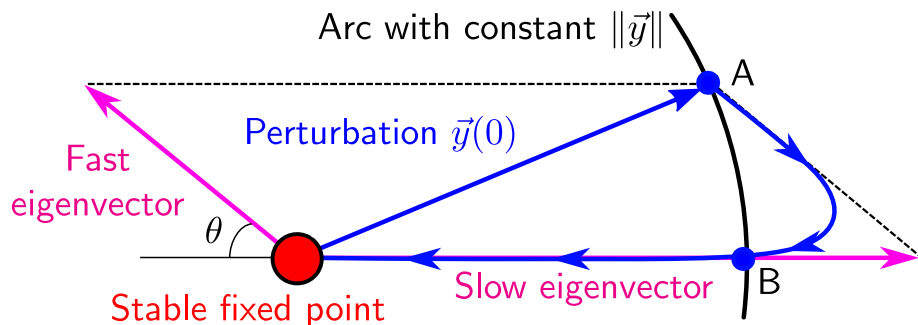 Arc with constant ‖y⃗‖
A
Perturbation y⃗(0)
Fast
eigenvector
θ
Slow eigenvector
B
Stable fixed point